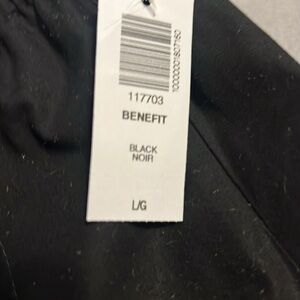 117703
BENEFIT
BLACK
NOIR
L/G